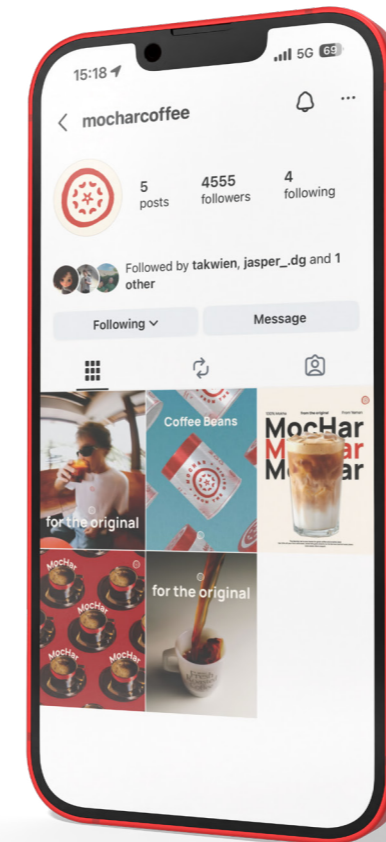 15:18
5G 69
mocharcoffee
5 posts
4555 followers
4 following
Followed by takwien, jasper_.dg and 1
other
Following
Message
for the original
Coffee Beans
MocHar
MocHar
MocHar
MocHar
MocHar
MocHar
MocHar
for the original